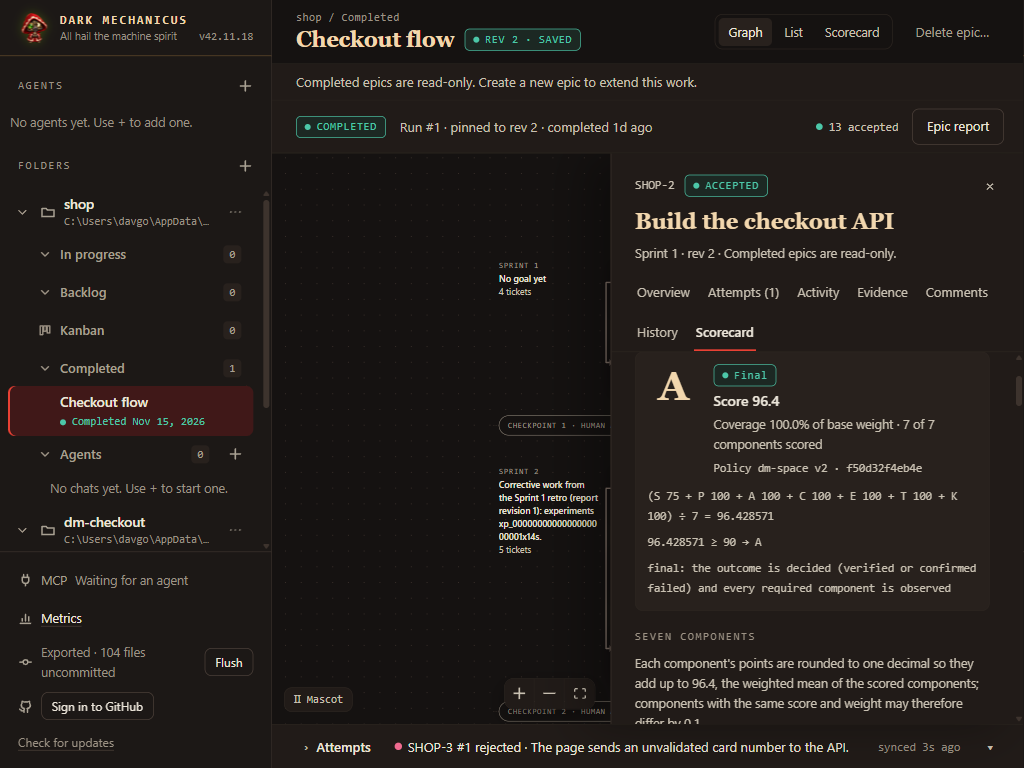 DARK MECHANICUS
All hail the machine spirit v42.11.18
AGENTS
No agents yet. Use + to add one.
FOLDERS
shop
C:\Users\davgo\AppData\…
In progress 0
Backlog 0
Kanban 0
Completed 1
Checkout flow
Completed Nov 15, 2026
Agents 0
No chats yet. Use + to start one.
dm-checkout
C:\Users\davgo\AppData\…
MCP Waiting for an agent
Metrics
Exported · 104 files
uncommitted
Flush
Sign in to GitHub
Check for updates
shop / Completed
Checkout flow
REV 2 · SAVED
Graph List Scorecard Delete epic...
Completed epics are read-only. Create a new epic to extend this work.
COMPLETED Run #1 · pinned to rev 2 · completed 1d ago
13 accepted
Epic report
SPRINT 1
No goal yet
4 tickets
CHECKPOINT 1 · HUMAN
SPRINT 2
Corrective work from
the Sprint 1 retro (report
revision 1): experiments
xp_00000000000000000
00001x14s.
5 tickets
CHECKPOINT 2 · HUMAN
Mascot
SHOP-2 ACCEPTED
Build the checkout API
Sprint 1 · rev 2 · Completed epics are read-only.
Overview Attempts (1) Activity Evidence Comments
History Scorecard
A
Final
Score 96.4
Coverage 100.0% of base weight · 7 of 7
components scored
Policy dm-space v2 · f50d32f4eb4e
(S 75 + P 100 + A 100 + C 100 + E 100 + T 100 + K
100) ÷ 7 = 96.428571
96.428571 ≥ 90 → A
final: the outcome is decided (verified or confirmed
failed) and every required component is observed
SEVEN COMPONENTS
Each component's points are rounded to one decimal so they
add up to 96.4, the weighted mean of the scored components;
components with the same score and weight may therefore
differ by 0.1
Attempts SHOP-3 #1 rejected · The page sends an unvalidated card number to the API. synced 3s ago